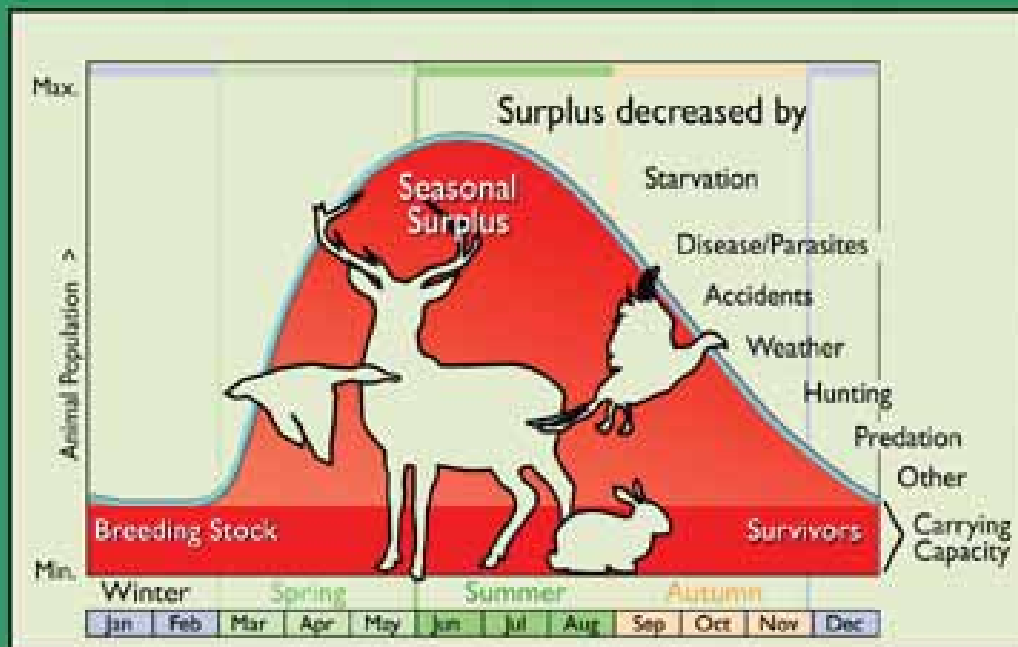 Max.
Surplus decreased by
Seasonal
Surplus
Starvation
Disease/Parasites
Accidents
Weather
Hunting
Predation
Other
Animal Population >
Breeding Stock
Survivors
Carrying
Capacity
Min.
Winter Spring Summer Autumn
Jan Feb Mar Apr May Jun Jul Aug Sep Oct Nov Dec